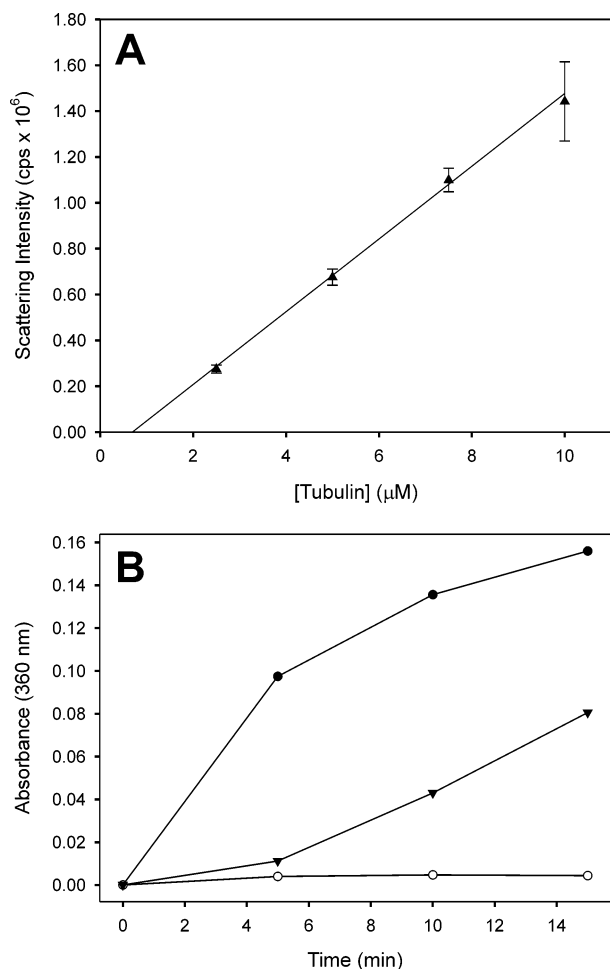 A
Scattering Intensity (cps x 10⁶)
1.80
1.60
1.40
1.20
1.00
0.80
0.60
0.40
0.20
0.00
0 2 4 6 8 10
[Tubulin] (μM)
B
Absorbance (360 nm)
0.16
0.14
0.12
0.10
0.08
0.06
0.04
0.02
0.00
0 2 4 6 8 10 12 14
Time (min)